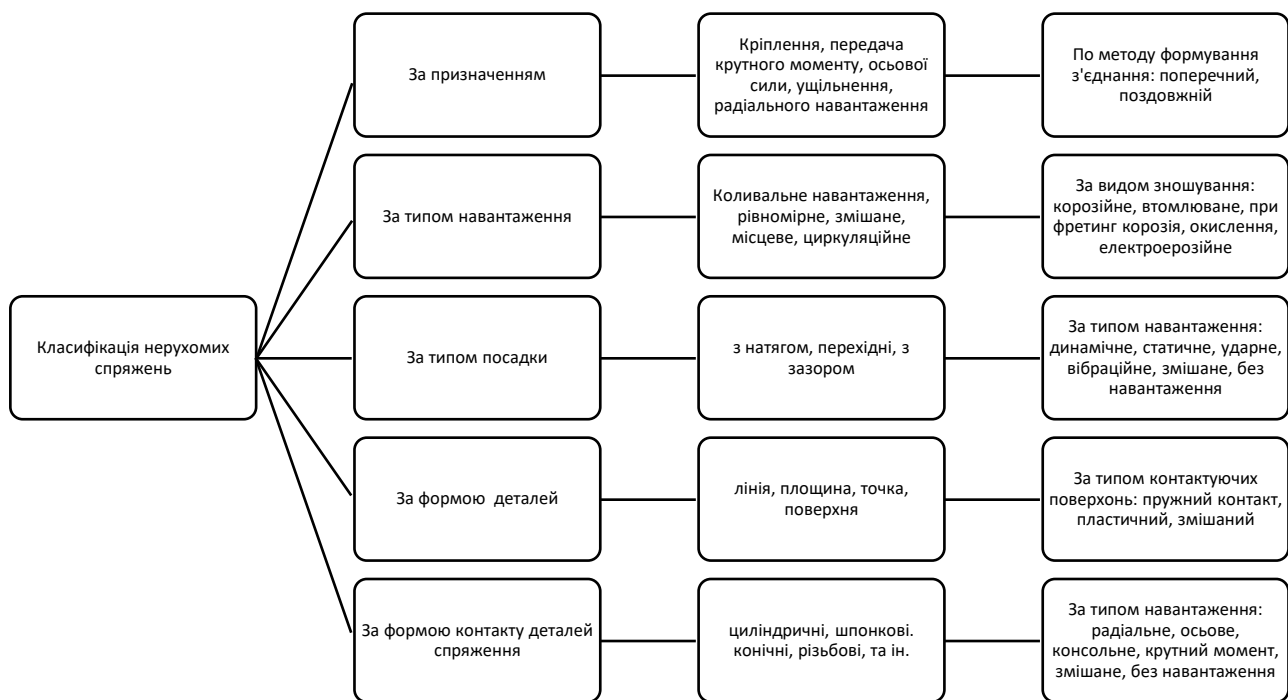 Класифікація нерухомих
спряжень
За призначенням
Кріплення, передача
крутного моменту, осьової
сили, ущільнення,
радіального навантаження
По методу формування
з'єднання: поперечний,
поздовжній
За типом навантаження
Коливальне навантаження,
рівномірне, змішане,
місцеве, циркуляційне
За видом зношування:
корозійне, втомлюване, при
фретинг корозія, окислення,
електроерозійне
За типом посадки
з натягом, перехідні, з
зазором
За типом навантаження:
динамічне, статичне, ударне,
вібраційне, змішане, без
навантаження
За формою  деталей
лінія, площина, точка,
поверхня
За типом контактуючих
поверхонь: пружний контакт,
пластичний, змішаний
За формою контакту деталей
спряження
циліндричні, шпонкові.
конічні, різьбові, та ін.
За типом навантаження:
радіальне, осьове,
консольне, крутний момент,
змішане, без навантаження